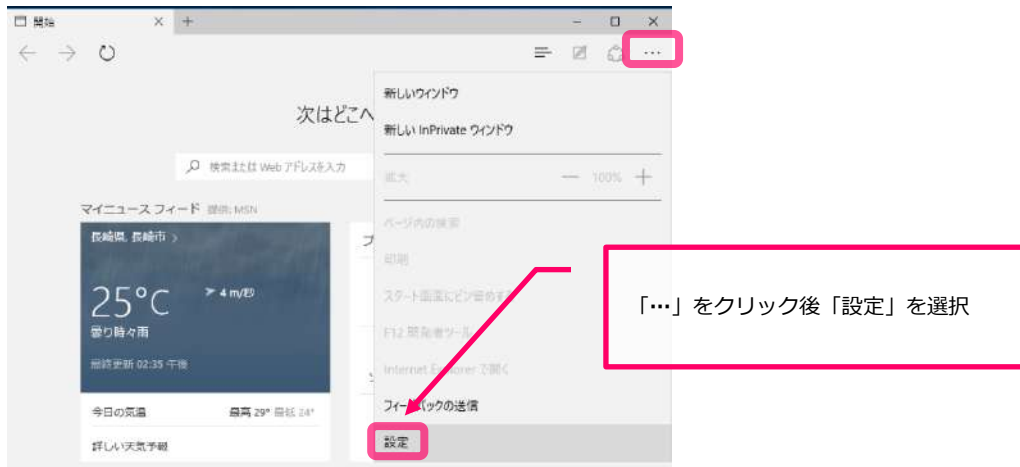 開始
次はどこへ
検索または Web アドレスを入力
マイニュース フィード 提供: MSN
長崎県, 長崎市 >
25°C
4 m/秒
曇り時々雨
最終更新 02:35 午後
今日の気温 最高 29° 最低 24°
詳しい天気予報
新しいウィンドウ
新しい InPrivate ウィンドウ
拡大 — 100% +
ページ内の検索
印刷
スタート画面にピン留めする
F12 開発者ツール
Internet Explorer で開く
フィードバックの送信
設定
「…」をクリック後「設定」を選択